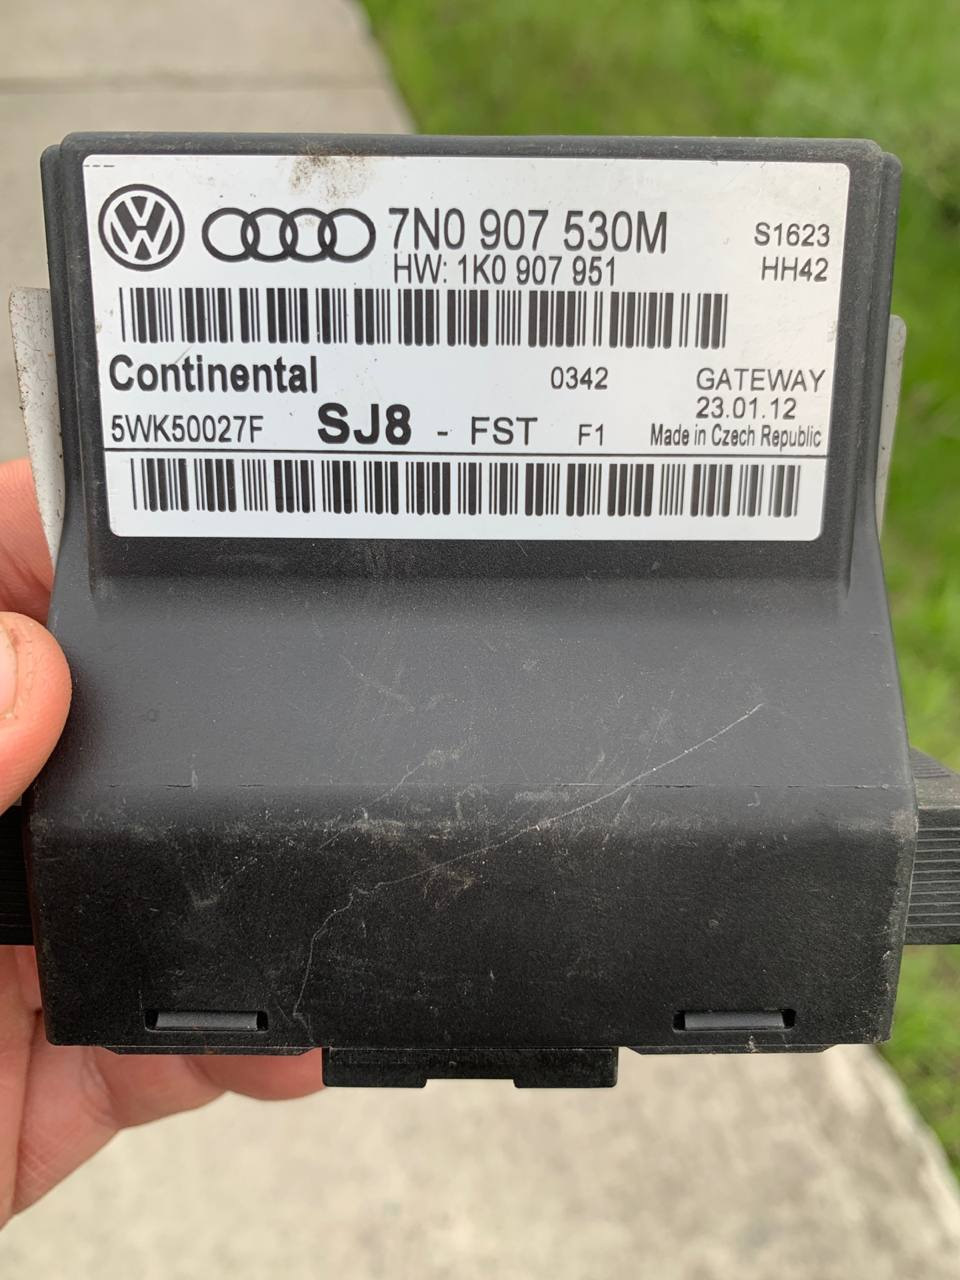 7N0 907 530M
S1623
HW: 1K0 907 951
HH42
Continental
0342
GATEWAY
23.01.12
5WK50027F SJ8 - FST F1 Made in Czech Republic